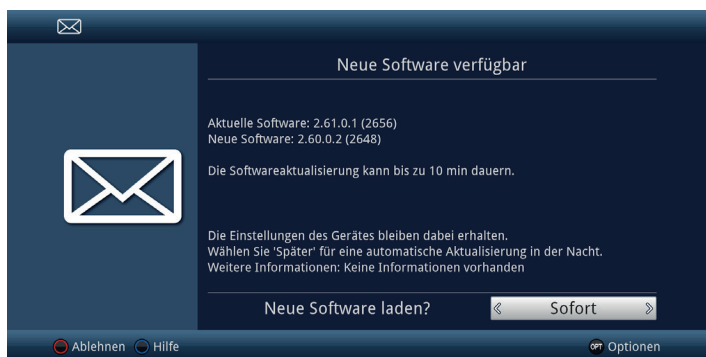 Neue Software verfügbar
Aktuelle Software: 2.61.0.1 (2656)
Neue Software: 2.60.0.2 (2648)
Die Softwareaktualisierung kann bis zu 10 min dauern.
Die Einstellungen des Gerätes bleiben dabei erhalten.
Wählen Sie 'Später' für eine automatische Aktualisierung in der Nacht.
Weitere Informationen: Keine Informationen vorhanden
Neue Software laden? « Sofort »
Ablehnen Hilfe OPT Optionen